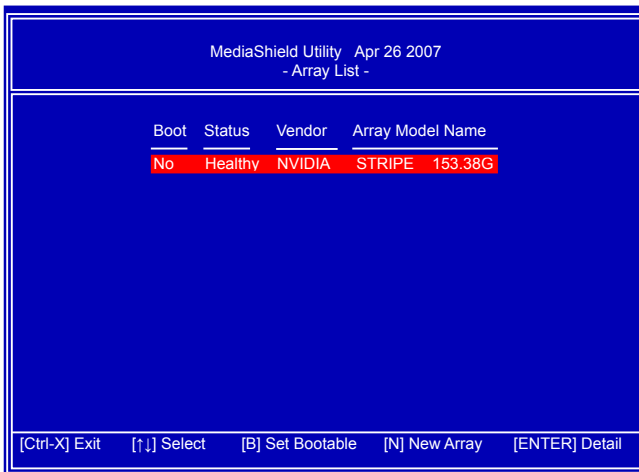 MediaShield Utility Apr 26 2007
- Array List -
Boot Status Vendor Array Model Name
No Healthy NVIDIA STRIPE 153.38G
[Ctrl-X] Exit [↑↓] Select [B] Set Bootable [N] New Array [ENTER] Detail